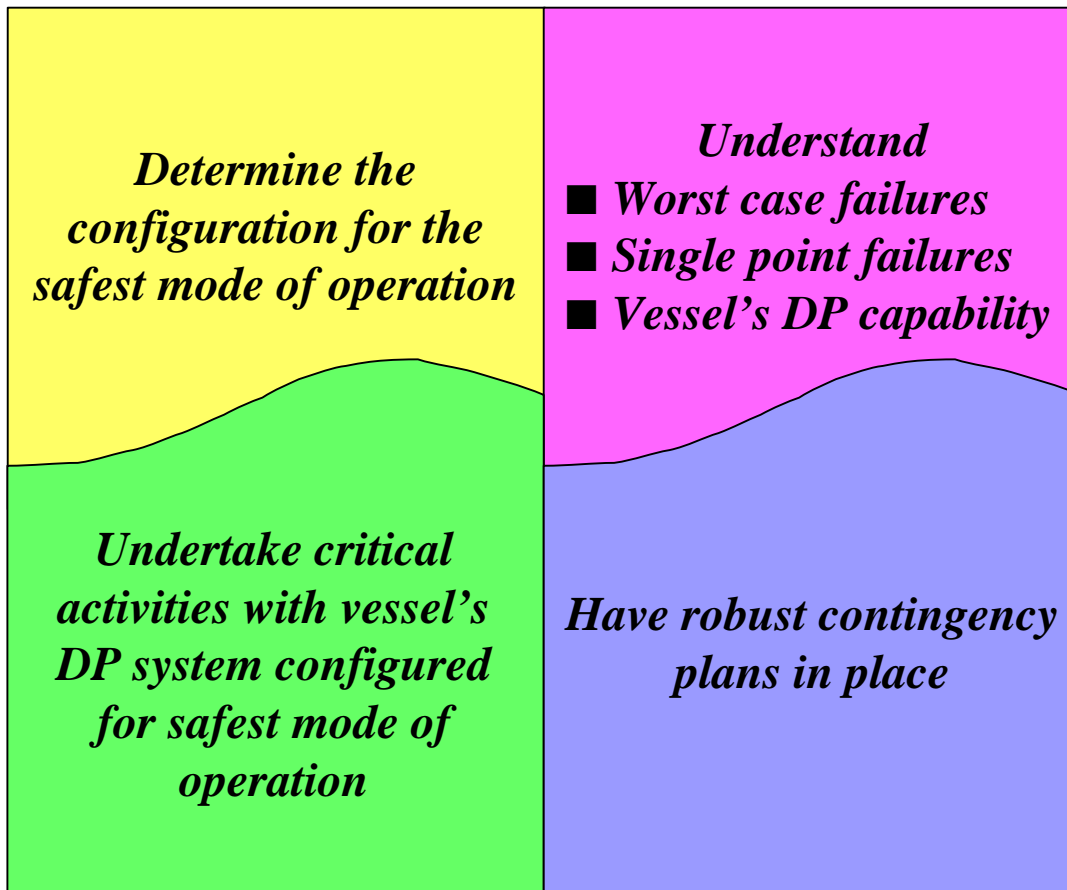 Determine the
configuration for the
safest mode of operation
Understand
■ Worst case failures
■ Single point failures
■ Vessel’s DP capability
Undertake critical
activities with vessel’s
DP system configured
for safest mode of
operation
Have robust contingency
plans in place